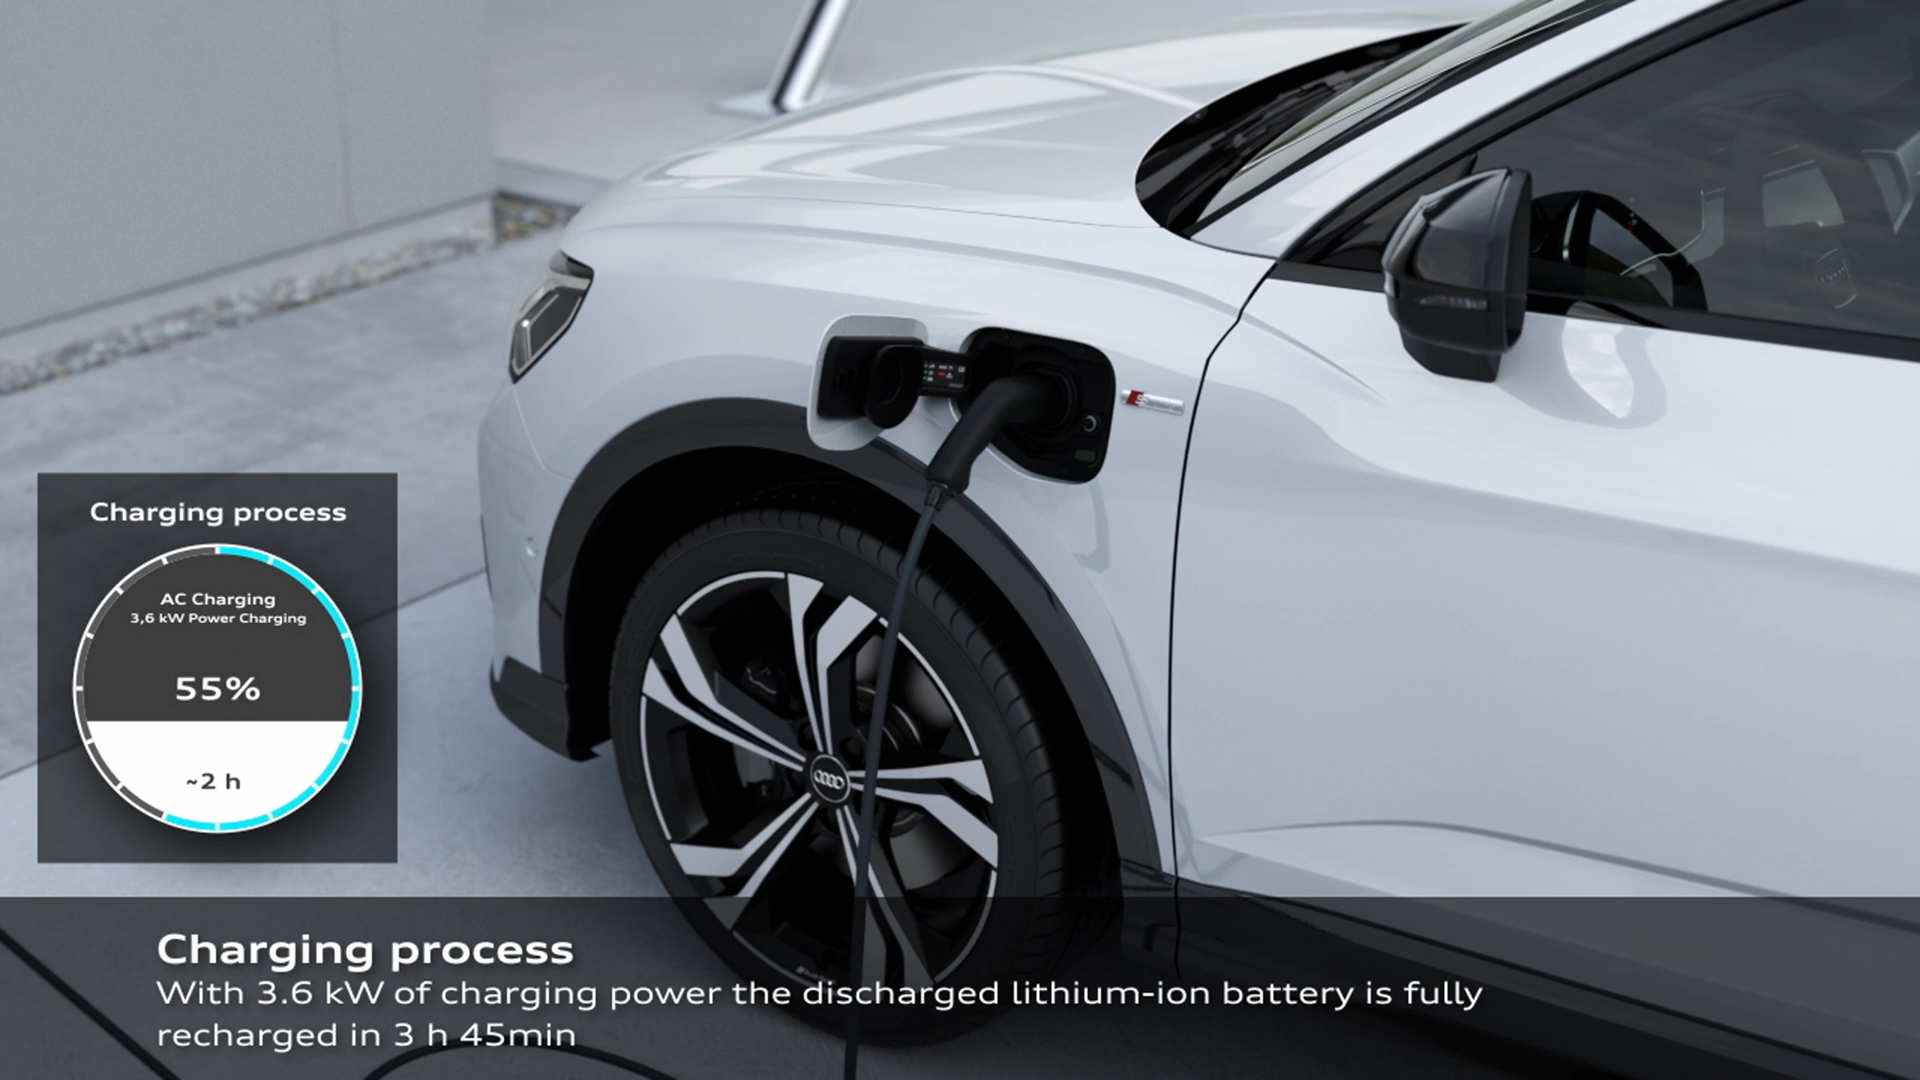 Charging process
AC Charging
3,6 kW Power Charging
55%
~2 h
Charging process
With 3.6 kW of charging power the discharged lithium-ion battery is fully
recharged in 3 h 45min